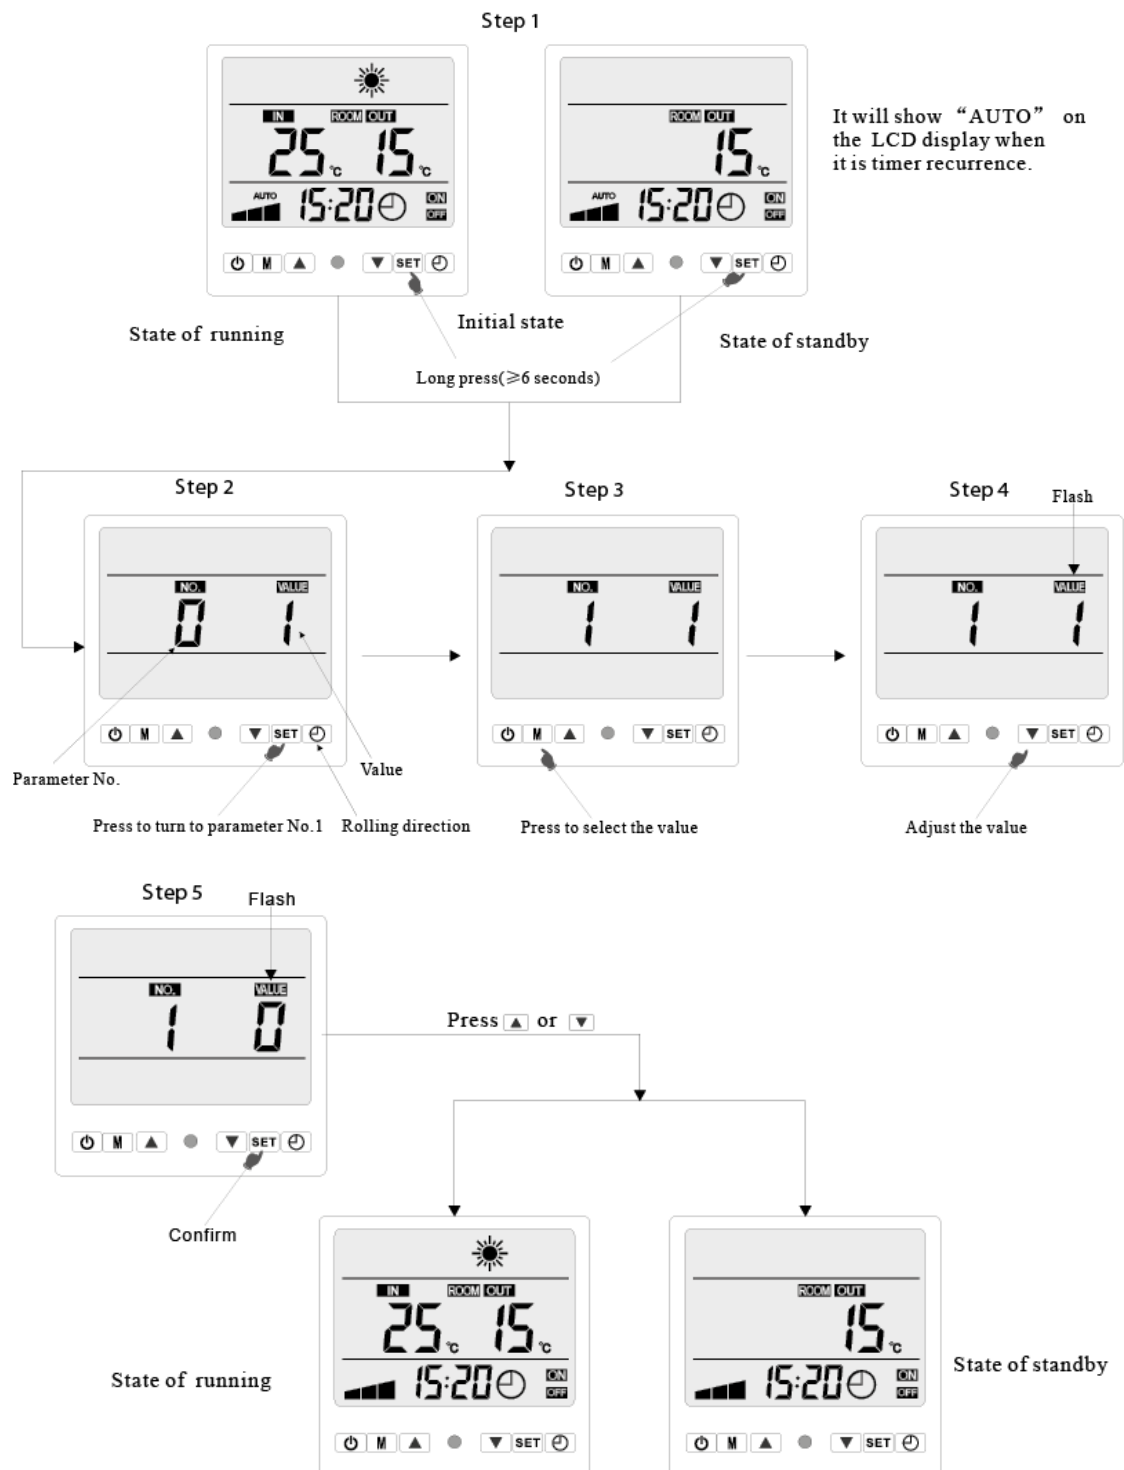 Step 1
IN ROOM OUT
25 °C 15 °C
AUTO 15:20 ON OFF
M SET
ROOM OUT
15 °C
AUTO 15:20 ON OFF
M SET
It will show “AUTO” on
the LCD display when
it is timer recurrence.
State of running
Initial state
State of standby
Long press(≥6 seconds)
Step 2
NO. VALUE
0 1
M SET
Parameter No.
Value
Press to turn to parameter No.1
Rolling direction
Step 3
NO. VALUE
1 1
M SET
Press to select the value
Step 4
Flash
NO. VALUE
1 1
M SET
Adjust the value
Step 5
Flash
NO. VALUE
1 0
M SET
Confirm
Press ▲ or ▼
State of running
IN ROOM OUT
25 °C 15 °C
15:20 ON OFF
M SET
ROOM OUT
15 °C
15:20 ON OFF
M SET
State of standby